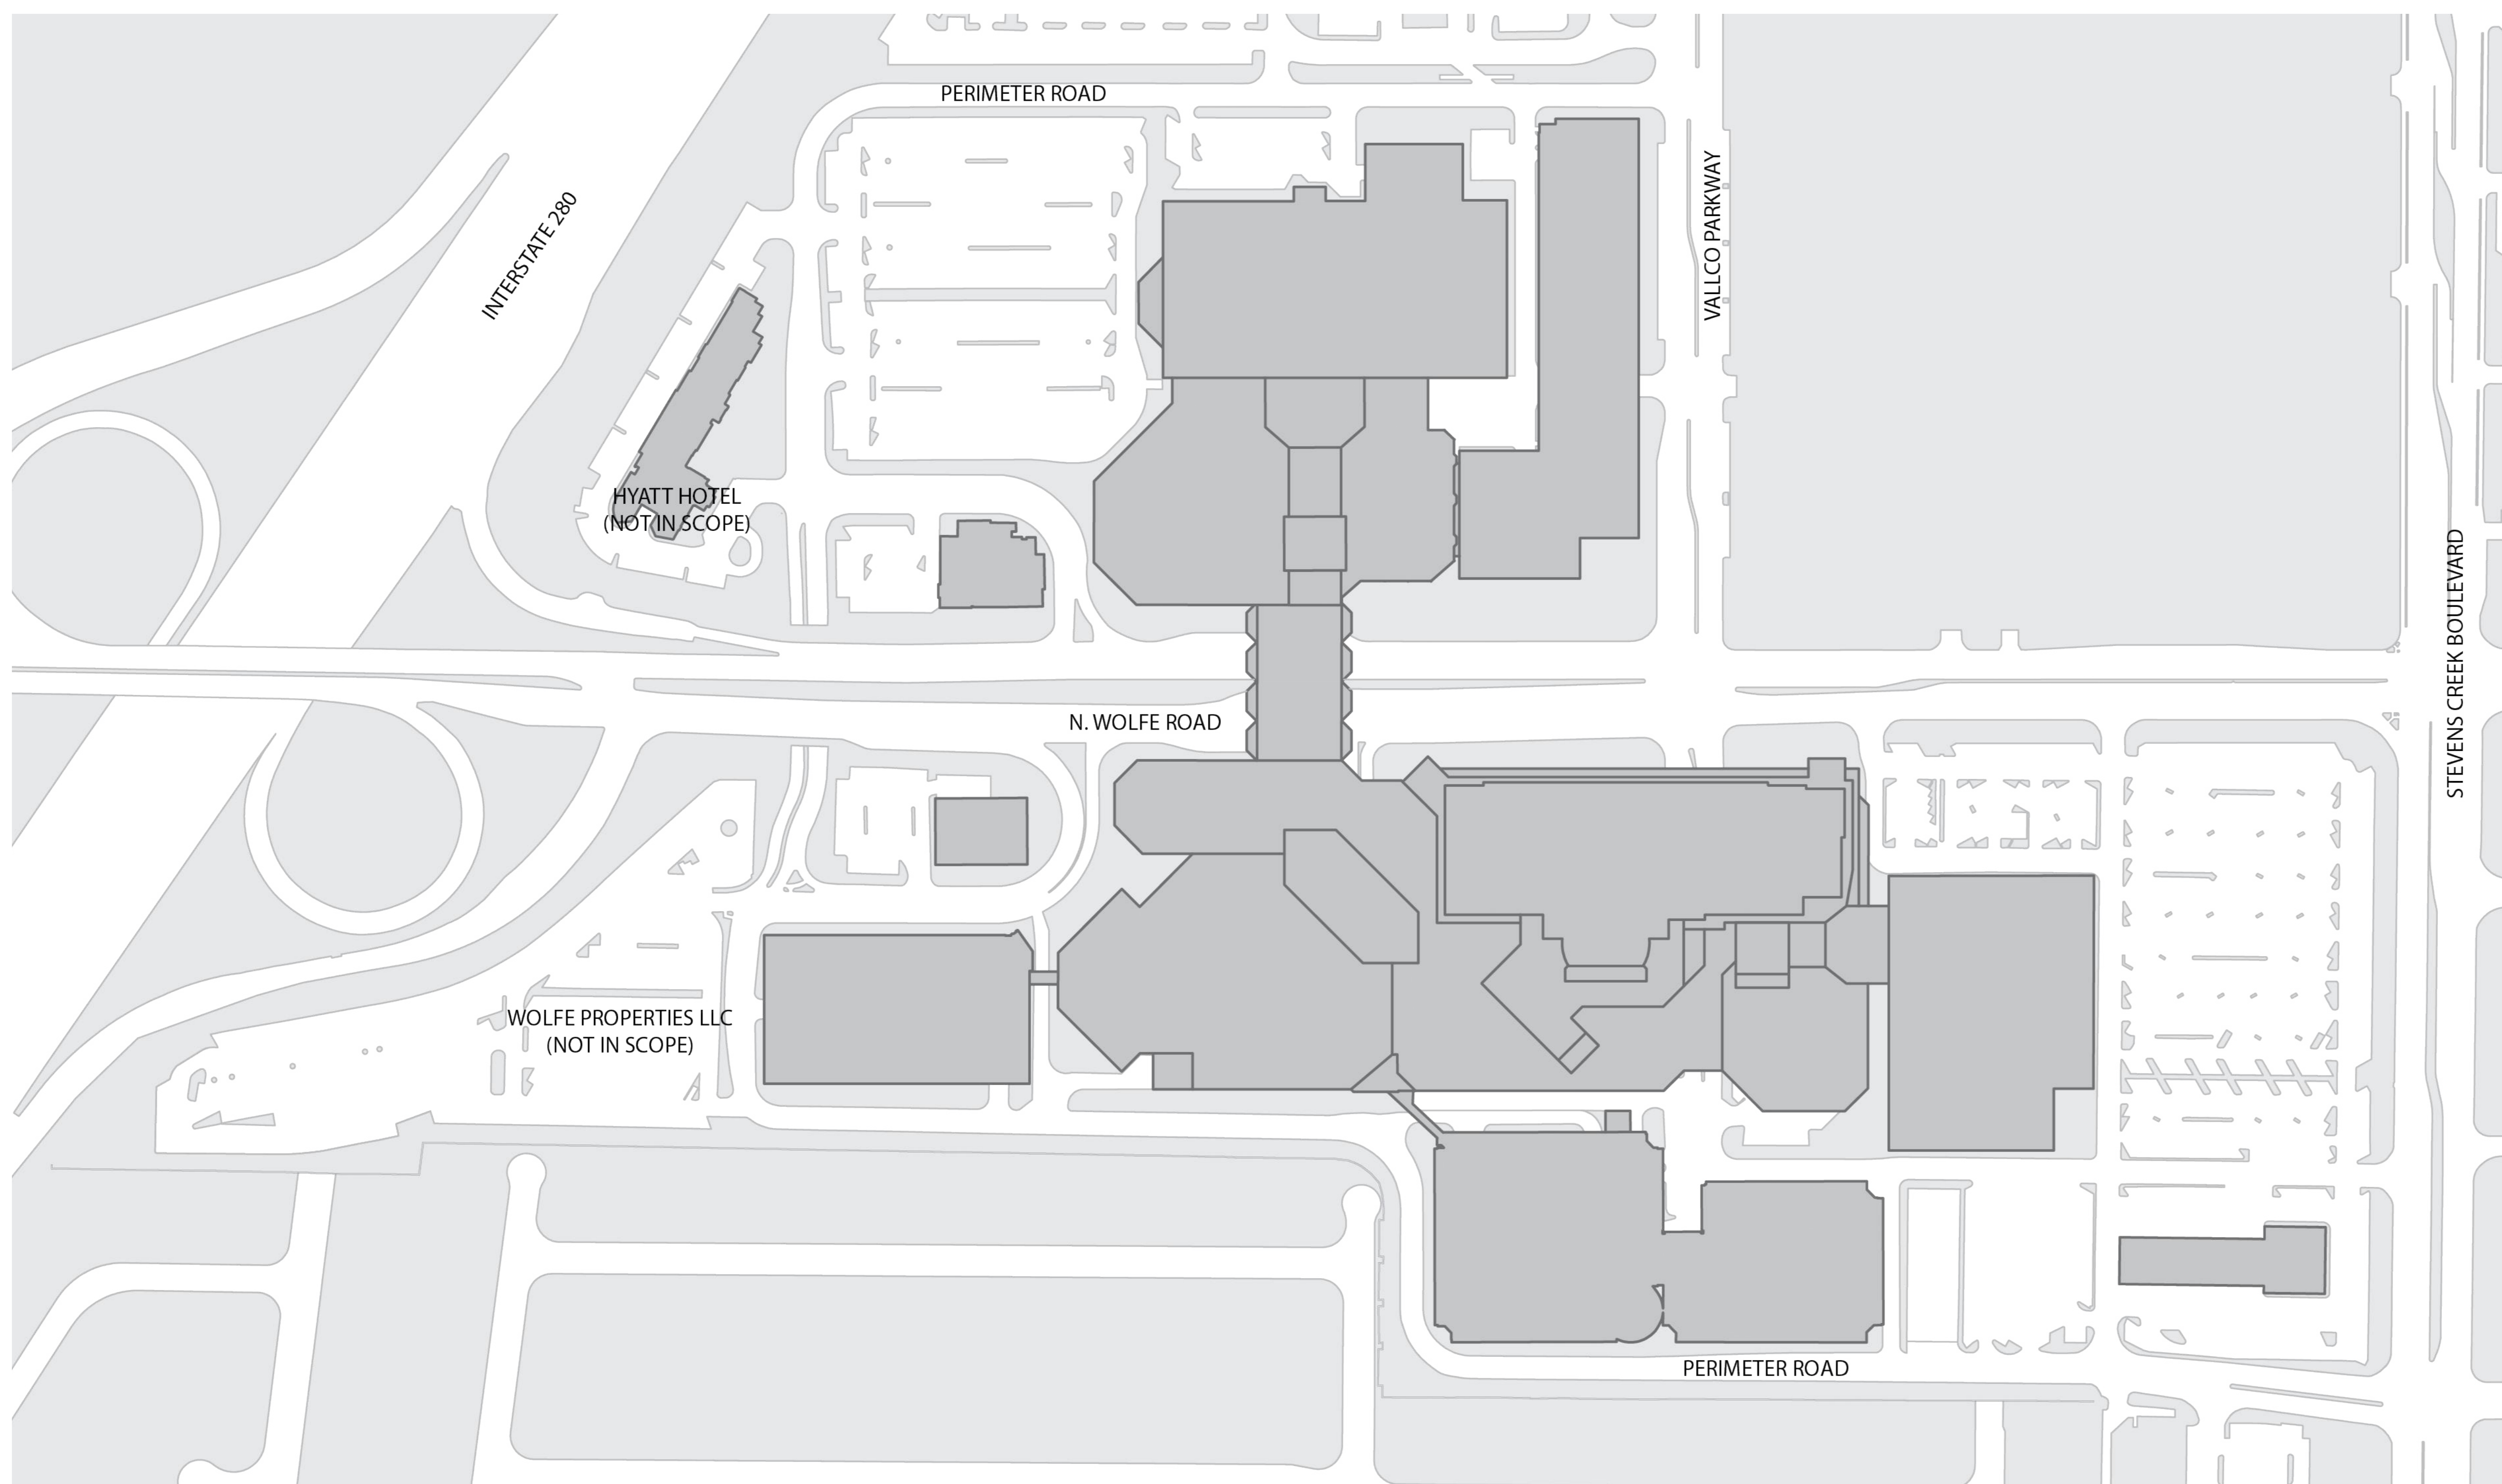 PERIMETER ROAD
INTERSTATE 280
VALLCO PARKWAY
HYATT HOTEL
(NOT IN SCOPE)
STEVENS CREEK BOULEVARD
N. WOLFE ROAD
WOLFE PROPERTIES LLC
(NOT IN SCOPE)
PERIMETER ROAD